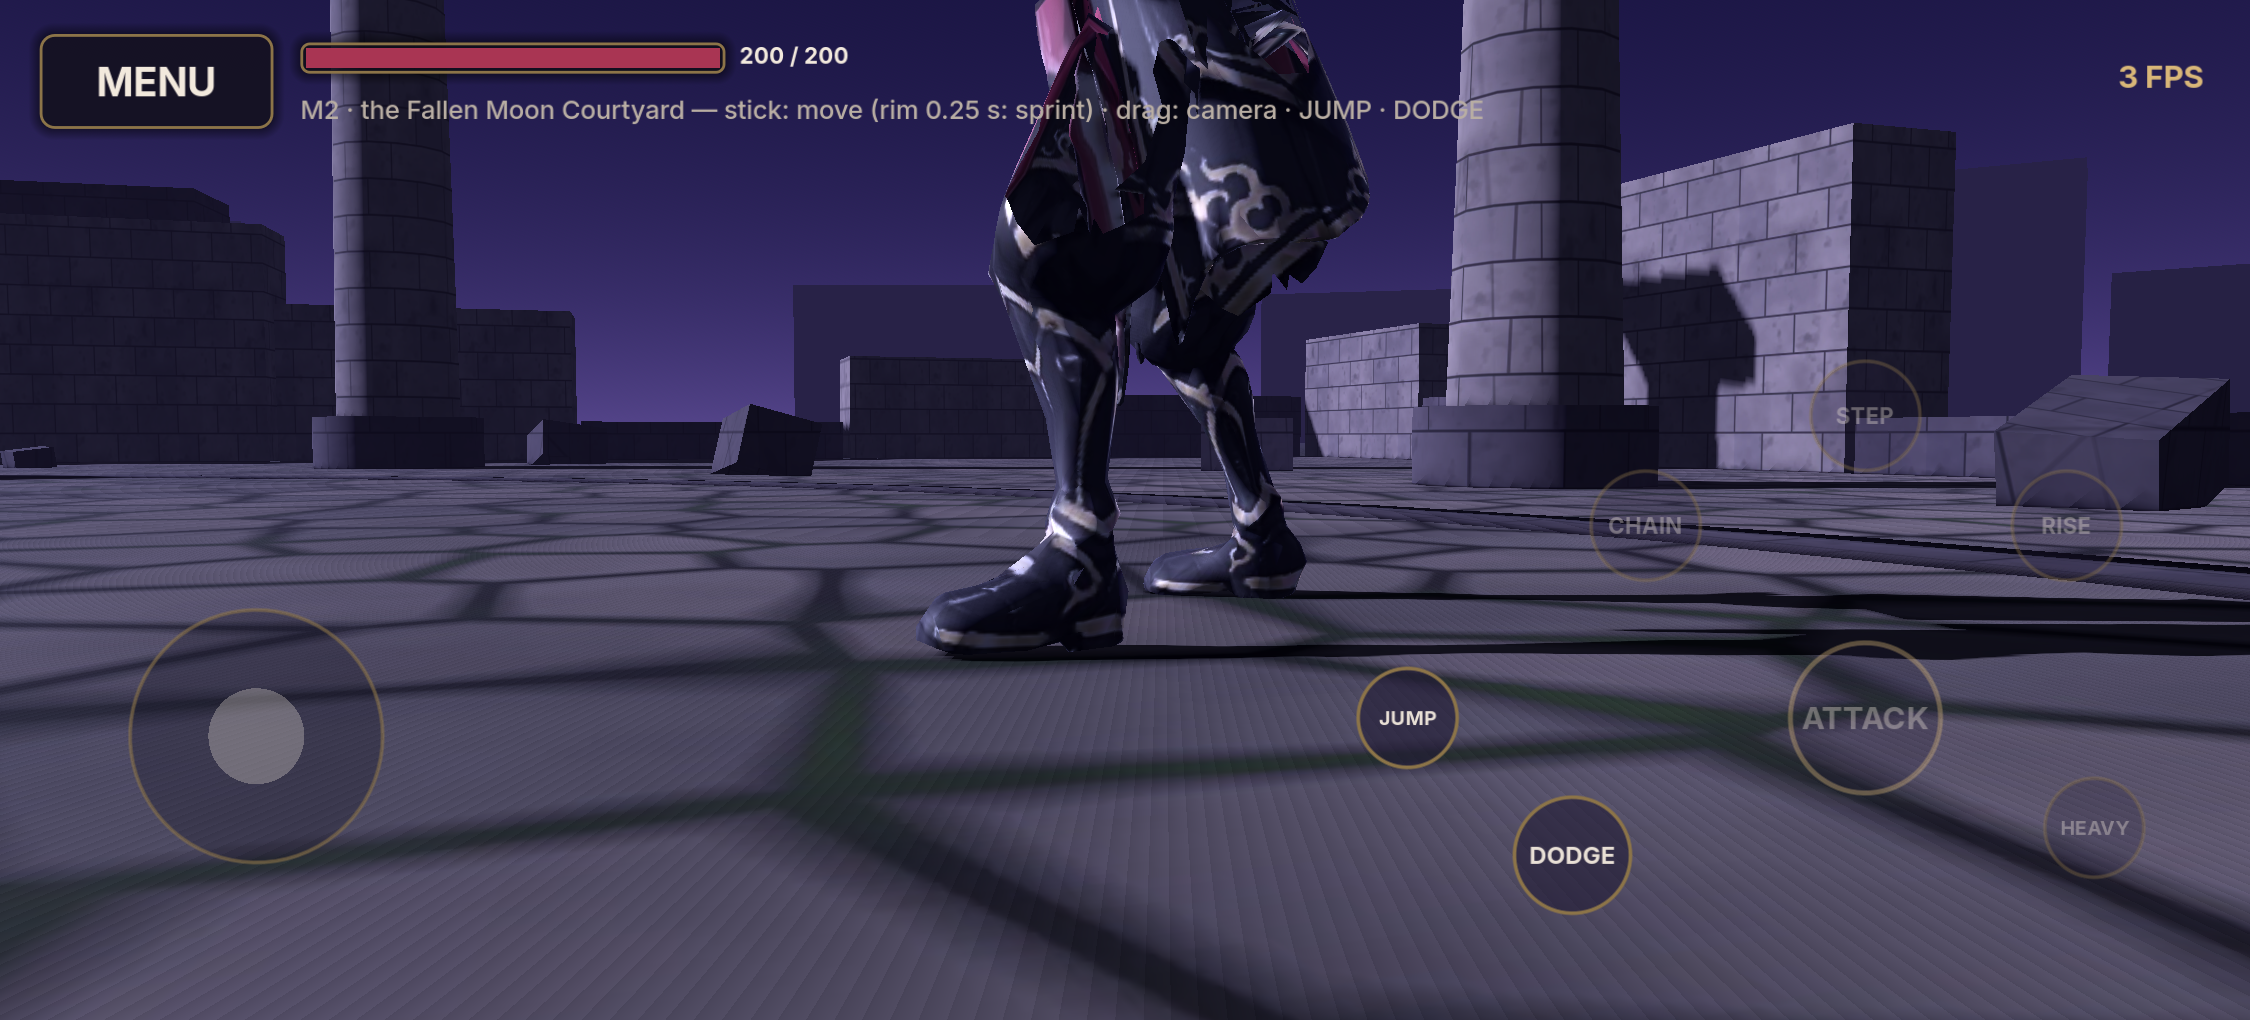 MENU
200 / 200
3 FPS
M2 · the Fallen Moon Courtyard — stick: move (rim 0.25 s: sprint) · drag: camera · JUMP · DODGE
STEP
CHAIN
RISE
JUMP
ATTACK
HEAVY
DODGE